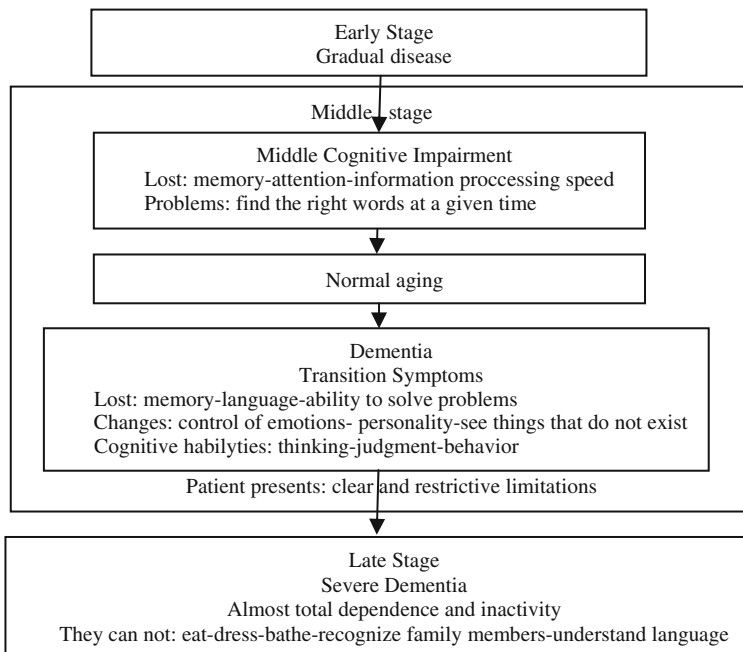 Early Stage
Gradual disease
Middle stage
Middle Cognitive Impairment
Lost: memory-attention-information proccessing speed
Problems: find the right words at a given time
Normal aging
Dementia
Transition Symptoms
Lost: memory-language-ability to solve problems
Changes: control of emotions- personality-see things that do not exist
Cognitive habilyties: thinking-judgment-behavior
Patient presents: clear and restrictive limitations
Late Stage
Severe Dementia
Almost total dependence and inactivity
They can not: eat-dress-bathe-recognize family members-understand language